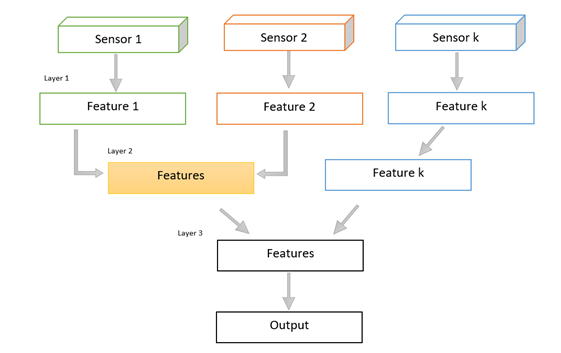 Sensor 1
Sensor 2
Sensor k
Layer 1
Feature 1
Feature 2
Feature k
Layer 2
Features
Feature k
Layer 3
Features
Output